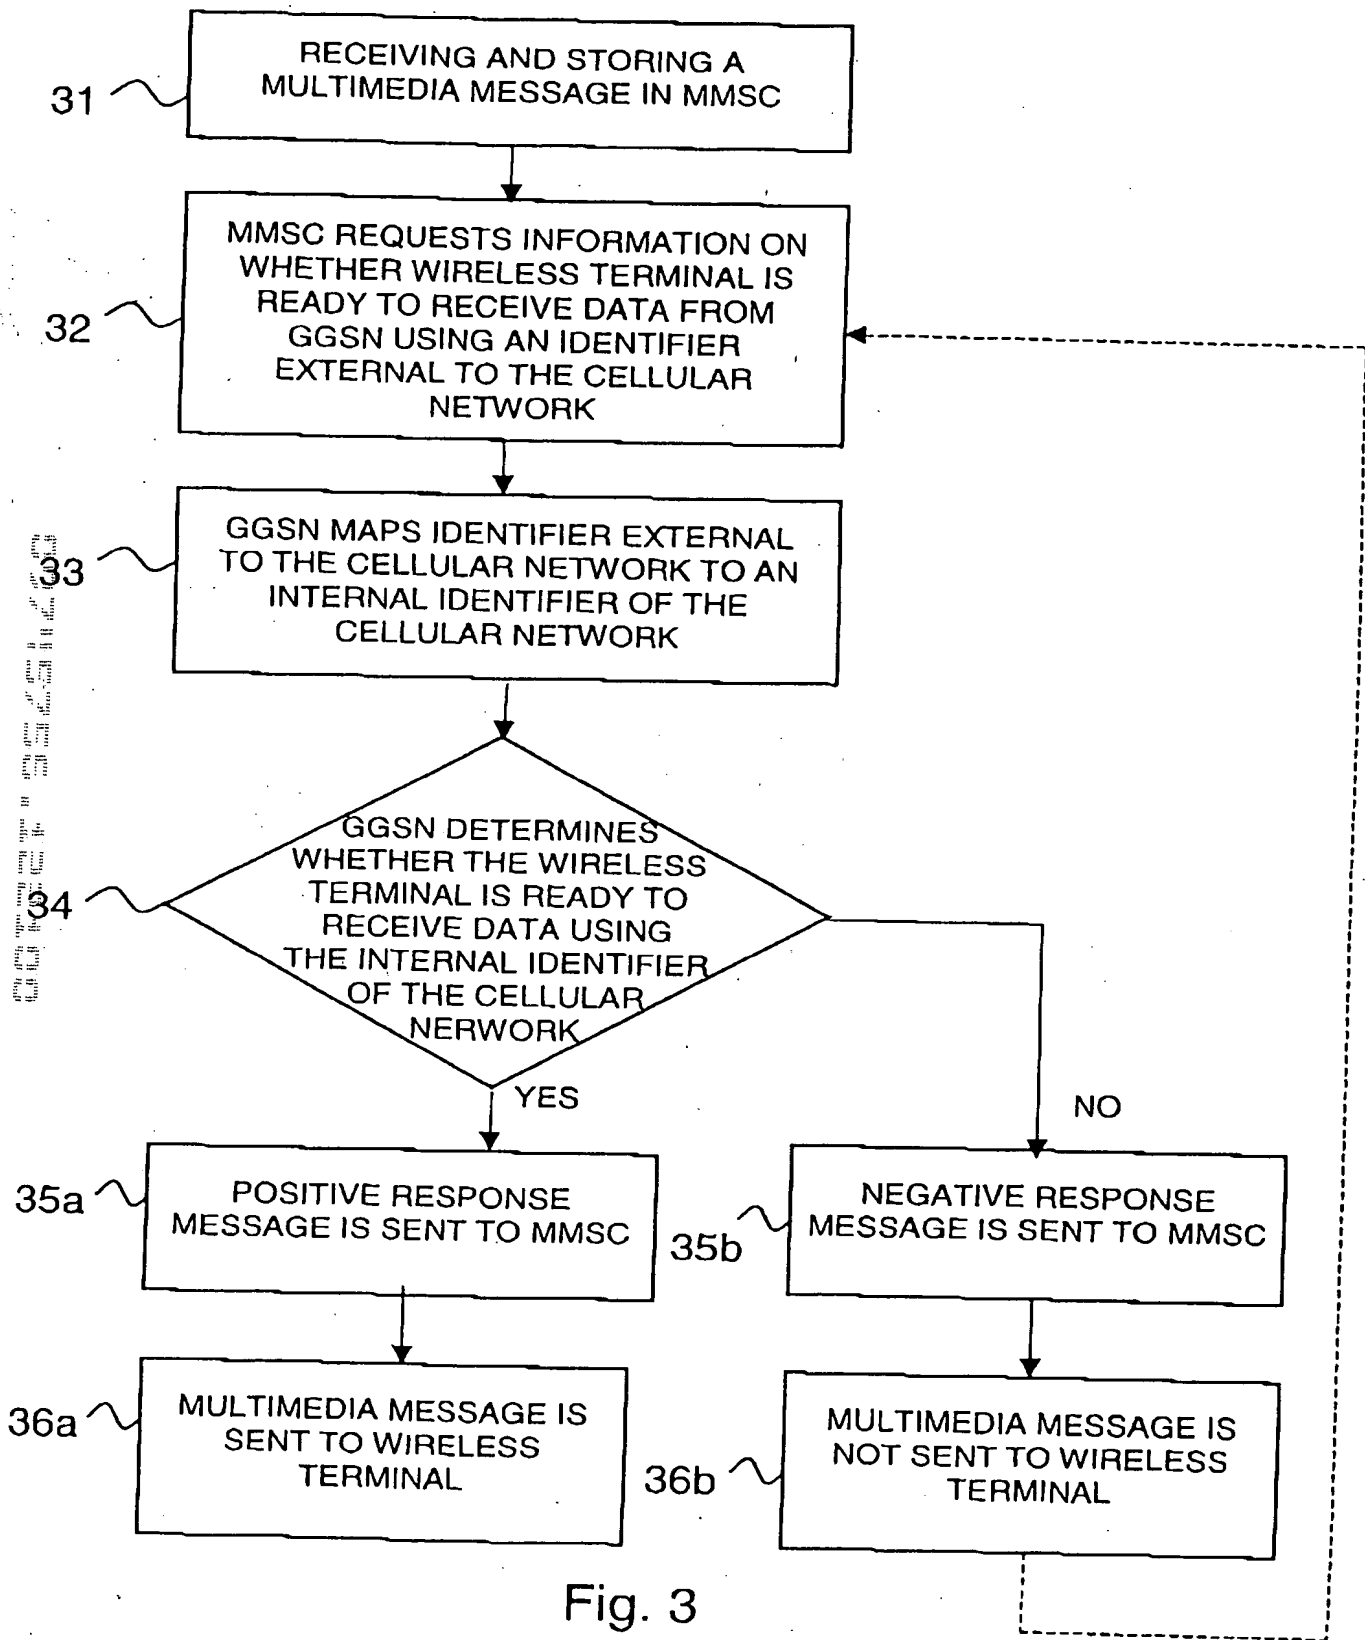 RECEIVING AND STORING A
MULTIMEDIA MESSAGE IN MMSC
31
MMSC REQUESTS INFORMATION ON
WHETHER WIRELESS TERMINAL IS
READY TO RECEIVE DATA FROM
GGSN USING AN IDENTIFIER
EXTERNAL TO THE CELLULAR
NETWORK
32
GGSN MAPS IDENTIFIER EXTERNAL
TO THE CELLULAR NETWORK TO AN
INTERNAL IDENTIFIER OF THE
CELLULAR NETWORK
33
GGSN DETERMINES
WHETHER THE WIRELESS
TERMINAL IS READY TO
RECEIVE DATA USING
THE INTERNAL IDENTIFIER
OF THE CELLULAR
NERWORK
34
YES
NO
35a
POSITIVE RESPONSE
MESSAGE IS SENT TO MMSC
35b
NEGATIVE RESPONSE
MESSAGE IS SENT TO MMSC
36a
MULTIMEDIA MESSAGE IS
SENT TO WIRELESS
TERMINAL
36b
MULTIMEDIA MESSAGE IS
NOT SENT TO WIRELESS
TERMINAL
Fig. 3